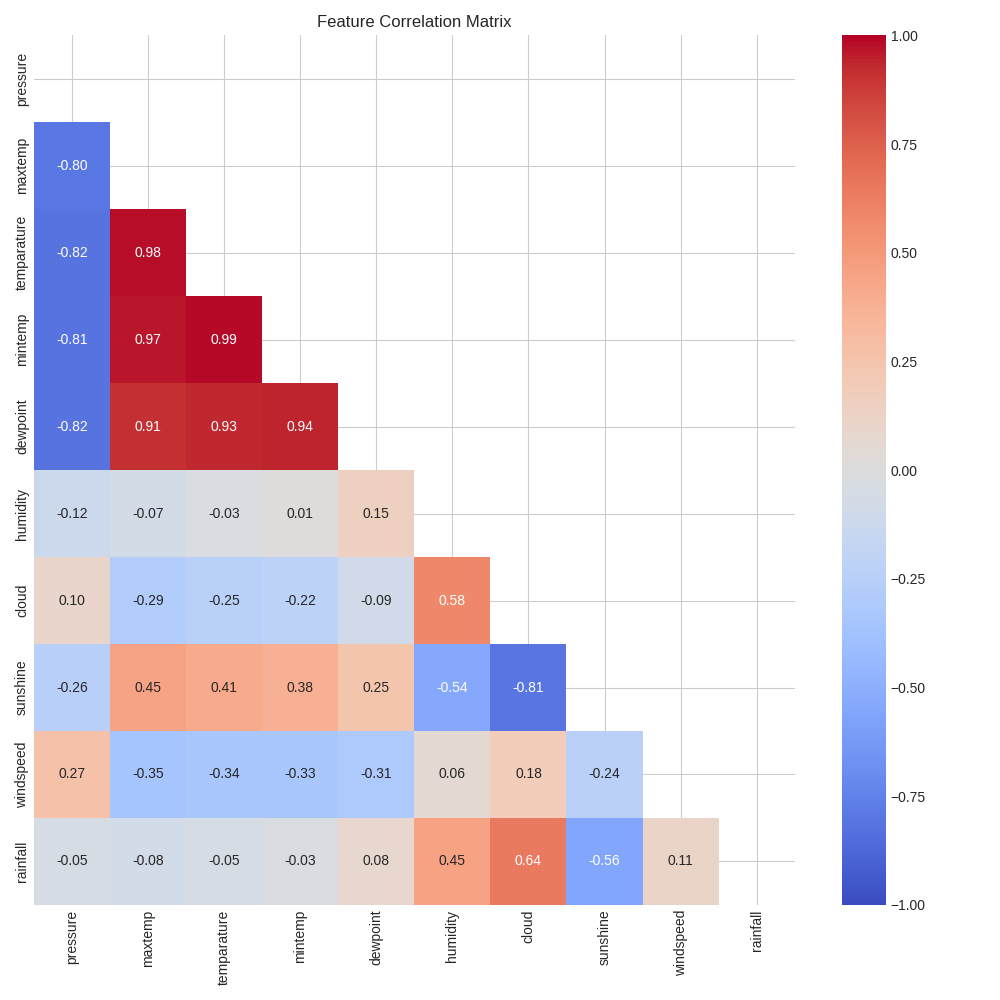 Feature Correlation Matrix
pressure
maxtemp -0.80
temparature -0.82 0.98
mintemp -0.81 0.97 0.99
dewpoint -0.82 0.91 0.93 0.94
humidity -0.12 -0.07 -0.03 0.01 0.15
cloud 0.10 -0.29 -0.25 -0.22 -0.09 0.58
sunshine -0.26 0.45 0.41 0.38 0.25 -0.54 -0.81
windspeed 0.27 -0.35 -0.34 -0.33 -0.31 0.06 0.18 -0.24
rainfall -0.05 -0.08 -0.05 -0.03 0.08 0.45 0.64 -0.56 0.11
pressure maxtemp temparature mintemp dewpoint humidity cloud sunshine windspeed rainfall
1.00
0.75
0.50
0.25
0.00
−0.25
−0.50
−0.75
−1.00